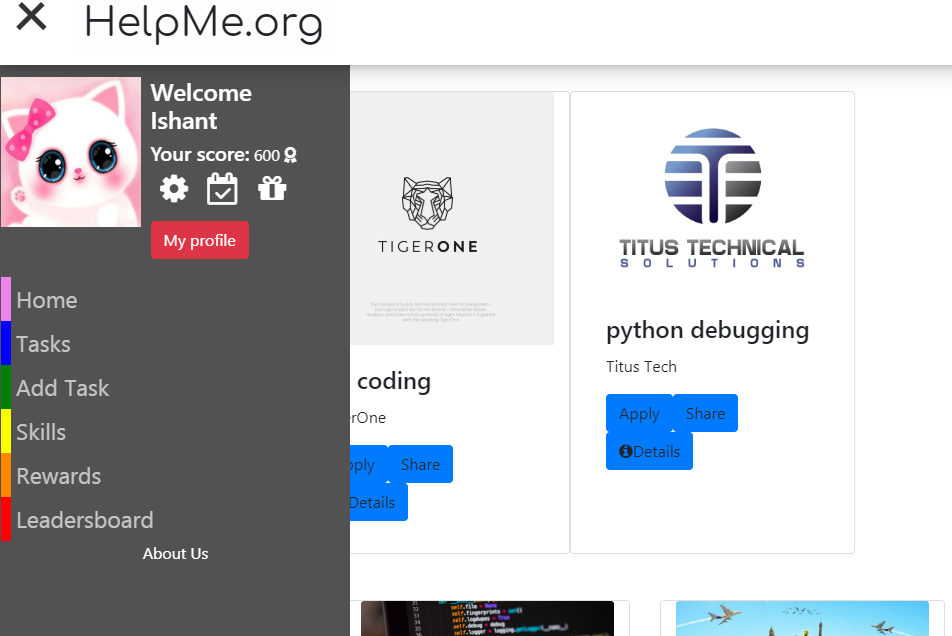 HelpMe.org
Welcome
Ishant
Your score: 600
My profile
Home
Tasks
Add Task
Skills
Rewards
Leadersboard
About Us
TIGERONE
coding
rOne
ply
Share
Details
TITUS TECHNICAL
SOLUTIONS
python debugging
Titus Tech
Apply
Share
Details
self.file = None
self.fingerprints = set()
self.logdupes = True
self.debug = debug
self.logger = logging.getLogger(__name__)